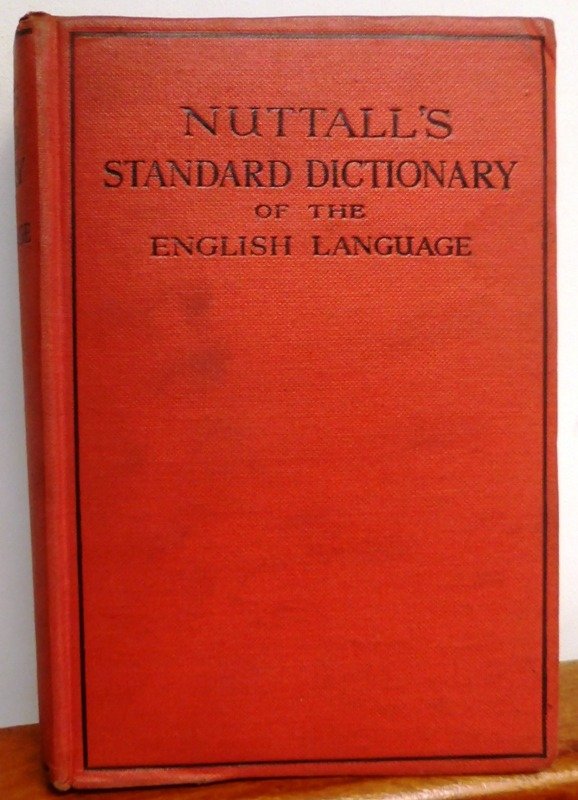 NUTTALL'S
STANDARD DICTIONARY
OF THE
ENGLISH LANGUAGE